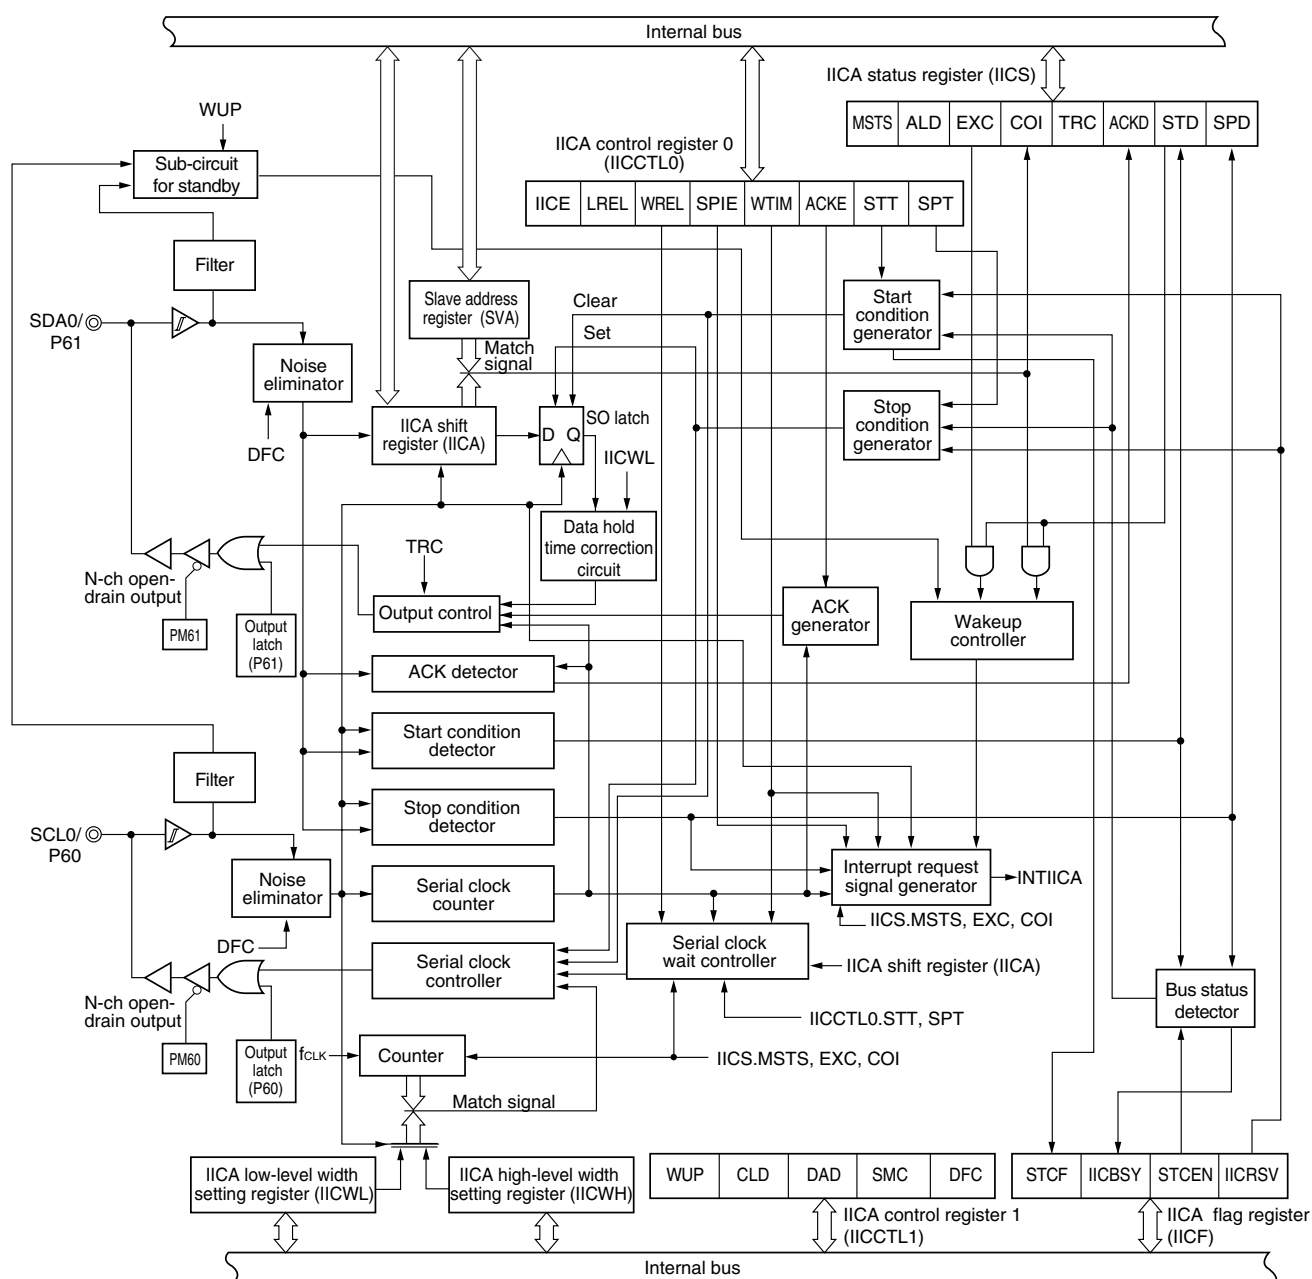 Internal bus
IICA status register (IICS)
MSTS ALD EXC COI TRC ACKD STD SPD
WUP
Sub-circuit
for standby
IICA control register 0
(IICCTL0)
IICE LREL WREL SPIE WTIM ACKE STT SPT
Filter
SDA0/
P61
Slave address
register (SVA)
Clear
Set
Start
condition
generator
Match
signal
Noise
eliminator
DFC
IICA shift
register (IICA)
D Q
SO latch
Stop
condition
generator
IICWL
Data hold
time correction
circuit
TRC
N-ch open-
drain output
PM61
Output
latch
(P61)
Output control
ACK
generator
Wakeup
controller
ACK detector
Start condition
detector
Filter
Stop condition
detector
SCL0/
P60
Noise
eliminator
DFC
Serial clock
counter
Interrupt request
signal generator
INTIICA
IICS.MSTS, EXC, COI
Serial clock
wait controller
IICA shift register (IICA)
Serial clock
controller
Bus status
detector
N-ch open-
drain output
PM60
Output
latch
(P60)
IICCTL0.STT, SPT
fCLK
Counter
IICS.MSTS, EXC, COI
Match signal
IICA low-level width
setting register (IICWL)
IICA high-level width
setting register (IICWH)
WUP CLD DAD SMC DFC
STCF IICBSY STCEN IICRSV
IICA control register 1
(IICCTL1)
IICA flag register
(IICF)
Internal bus